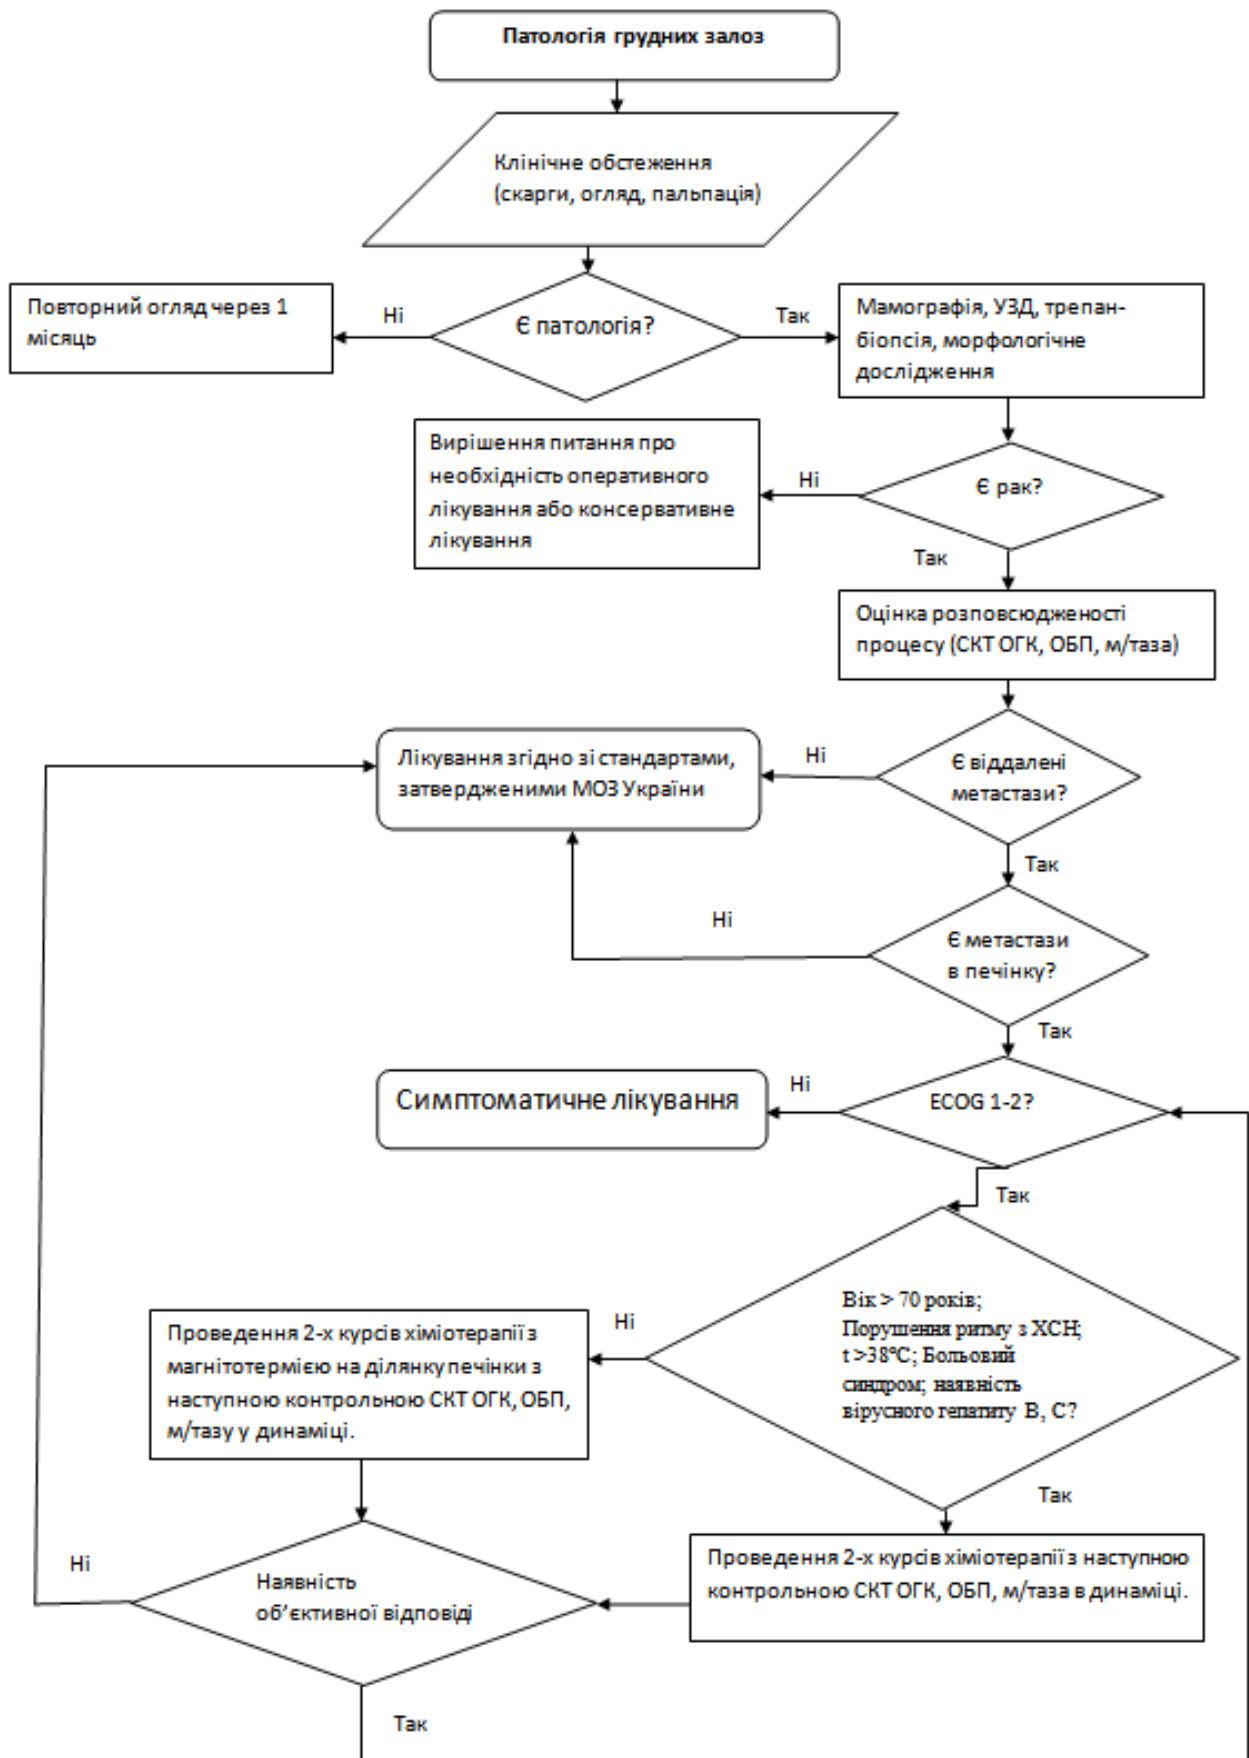 Патологія грудних залоз
Клінічне обстеження
(скарги, огляд, пальпація)
Повторний огляд через 1
місяць
Ні
Є патологія?
Так
Мамографія, УЗД, трепан-
біопсія, морфологічне
дослідження
Вирішення питання про
необхідність оперативного
лікування або консервативне
лікування
Ні
Є рак?
Так
Оцінка розповсюдженості
процесу (СКТ ОГК, ОБП, м/таза)
Лікування згідно зі стандартами,
затвердженими МОЗ України
Ні
Є віддалені
метастази?
Так
Ні
Є метастази
в печінку?
Так
Симптоматичне лікування
Ні
ECOG 1-2?
Так
Вік > 70 років;
Порушення ритму з ХСН;
t >38°C; Больовий
синдром; наявність
вірусного гепатиту В, С?
Ні
Проведення 2-х курсів хіміотерапії з
магнітотермією на ділянку печінки з
наступною контрольною СКТ ОГК, ОБП,
м/тазу у динаміці.
Так
Проведення 2-х курсів хіміотерапії з наступною
контрольною СКТ ОГК, ОБП, м/таза в динаміці.
Ні
Наявність
об’єктивної відповіді
Так